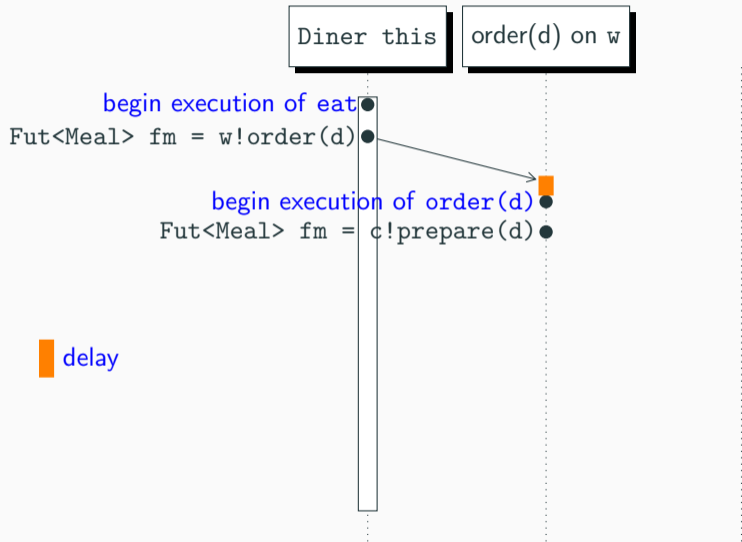 Diner this
order(d) on w
begin execution of eat
Fut<Meal> fm = w!order(d)
begin execution of order(d)
Fut<Meal> fm = c!prepare(d)
delay